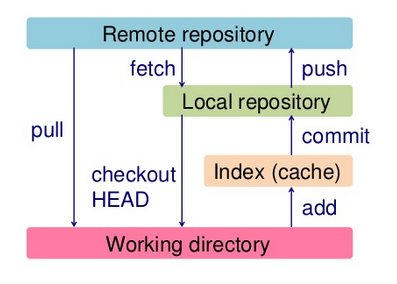 Remote repository
fetch
push
Local repository
pull
commit
checkout
HEAD
Index (cache)
add
Working directory